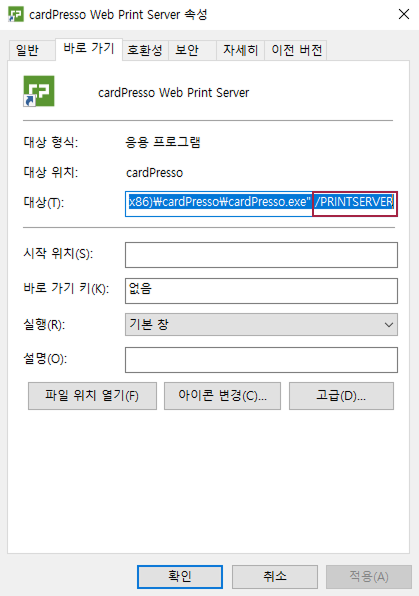 cardPresso Web Print Server 속성
일반 바로 가기 호환성 보안 자세히 이전 버전
cardPresso Web Print Server
대상 형식: 응용 프로그램
대상 위치: cardPresso
대상(T): x86)\cardPresso\cardPresso.exe" /PRINTSERVER
시작 위치(S):
바로 가기 키(K): 없음
실행(R): 기본 창
설명(O):
파일 위치 열기(F) 아이콘 변경(C)... 고급(D)...
확인 취소 적용(A)